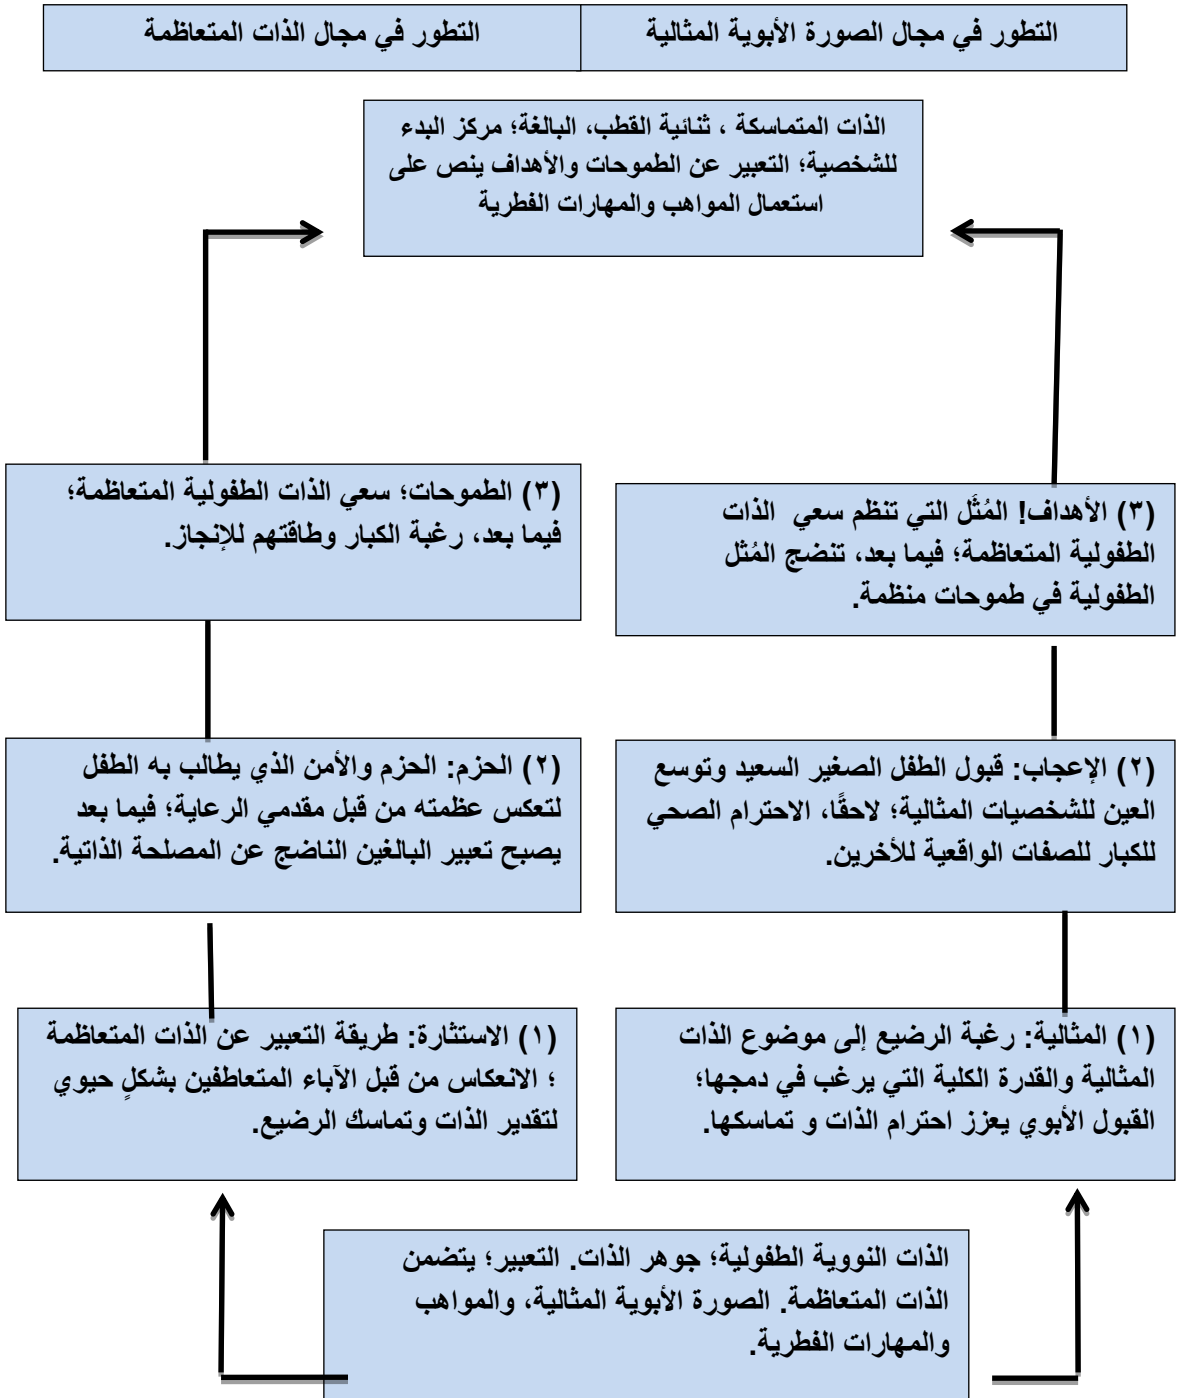 التطور في مجال الصورة الأبوية المثالية
التطور في مجال الذات المتعاظمة
الذات المتماسكة ، ثنائية القطب، البالغة؛ مركز البدء
للشخصية؛ التعبير عن الطموحات والأهداف ينص على
استعمال المواهب والمهارات الفطرية
(٣) الأهداف! المُثَل التي تنظم سعي الذات
الطفولية المتعاظمة؛ فيما بعد، تنضج المُثل
الطفولية في طموحات منظمة.
(٣) الطموحات؛ سعي الذات الطفولية المتعاظمة؛
فيما بعد، رغبة الكبار وطاقتهم للإنجاز.
(٢) الإعجاب: قبول الطفل الصغير السعيد وتوسع
العين للشخصيات المثالية؛ لاحقًا، الاحترام الصحي
للكبار للصفات الواقعية للأخرين.
(٢) الحزم: الحزم والأمن الذي يطالب به الطفل
لتعكس عظمته من قبل مقدمي الرعاية؛ فيما بعد
يصبح تعبير البالغين الناضج عن المصلحة الذاتية.
(١) المثالية: رغبة الرضيع إلى موضوع الذات
المثالية والقدرة الكلية التي يرغب في دمجها؛
القبول الأبوي يعزز احترام الذات و تماسكها.
(١) الاستثارة: طريقة التعبير عن الذات المتعاظمة
؛ الانعكاس من قبل الآباء المتعاطفين بشكلٍ حيوي
لتقدير الذات وتماسك الرضيع.
الذات النووية الطفولية؛ جوهر الذات. التعبير؛ يتضمن
الذات المتعاظمة. الصورة الأبوية المثالية، والمواهب
والمهارات الفطرية.